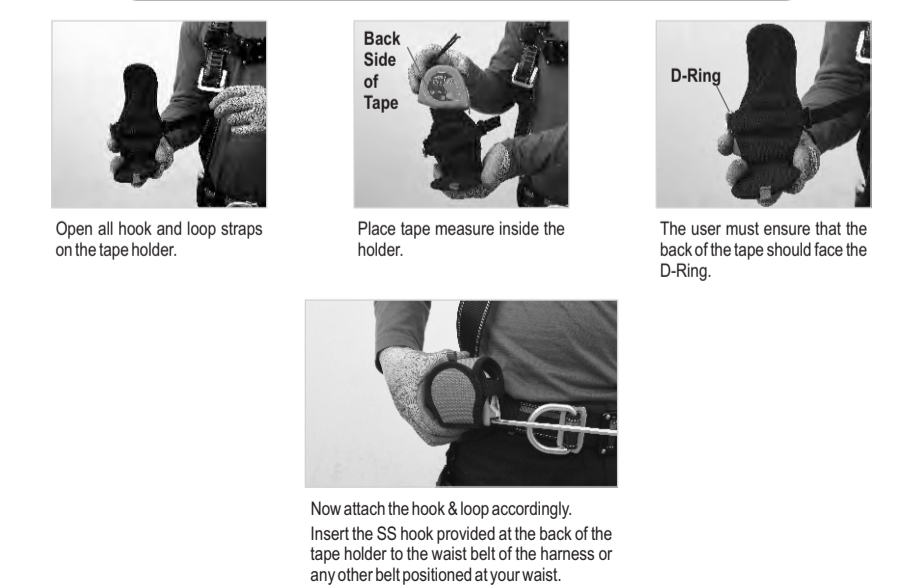 Back
Side
of
Tape
D-Ring
Open all hook and loop straps
on the tape holder.
Place tape measure inside the
holder.
The user must ensure that the
back of the tape should face the
D-Ring.
Now attach the hook & loop accordingly.
Insert the SS hook provided at the back of the
tape holder to the waist belt of the harness or
any other belt positioned at your waist.